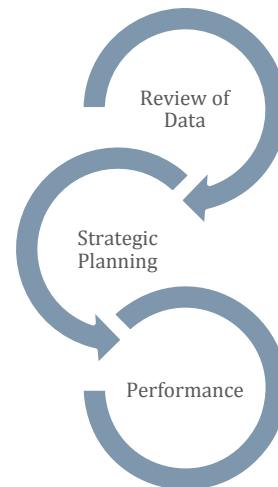 Review of
Data
Strategic
Planning
Performance